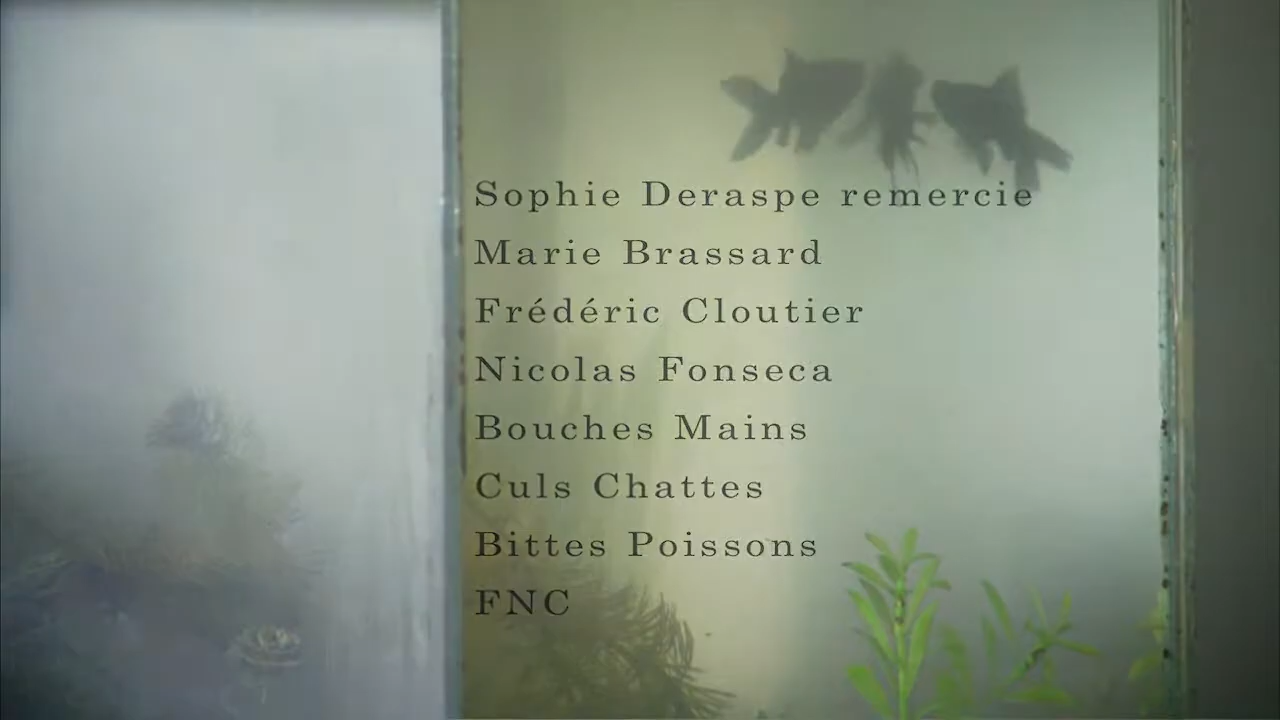 Sophie Deraspe remercie
Marie Brassard
Frédéric Cloutier
Nicolas Fonseca
Bouches Mains
Culs Chattes
Bittes Poissons
FNC